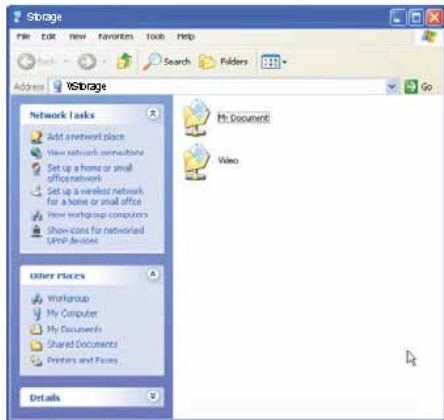 Storage
File Edit View Favorites Tools Help
Back Search Folders
Address \\Storage Go
Network Tasks
Add a network place
View network connections
Set up a home or small
office network
Set up a wireless network
for a home or small office
View workgroup computers
Show icons for networked
UPnP devices
Other Places
Workgroup
My Computer
My Documents
Shared Documents
Printers and Faxes
Details
My Document
Video